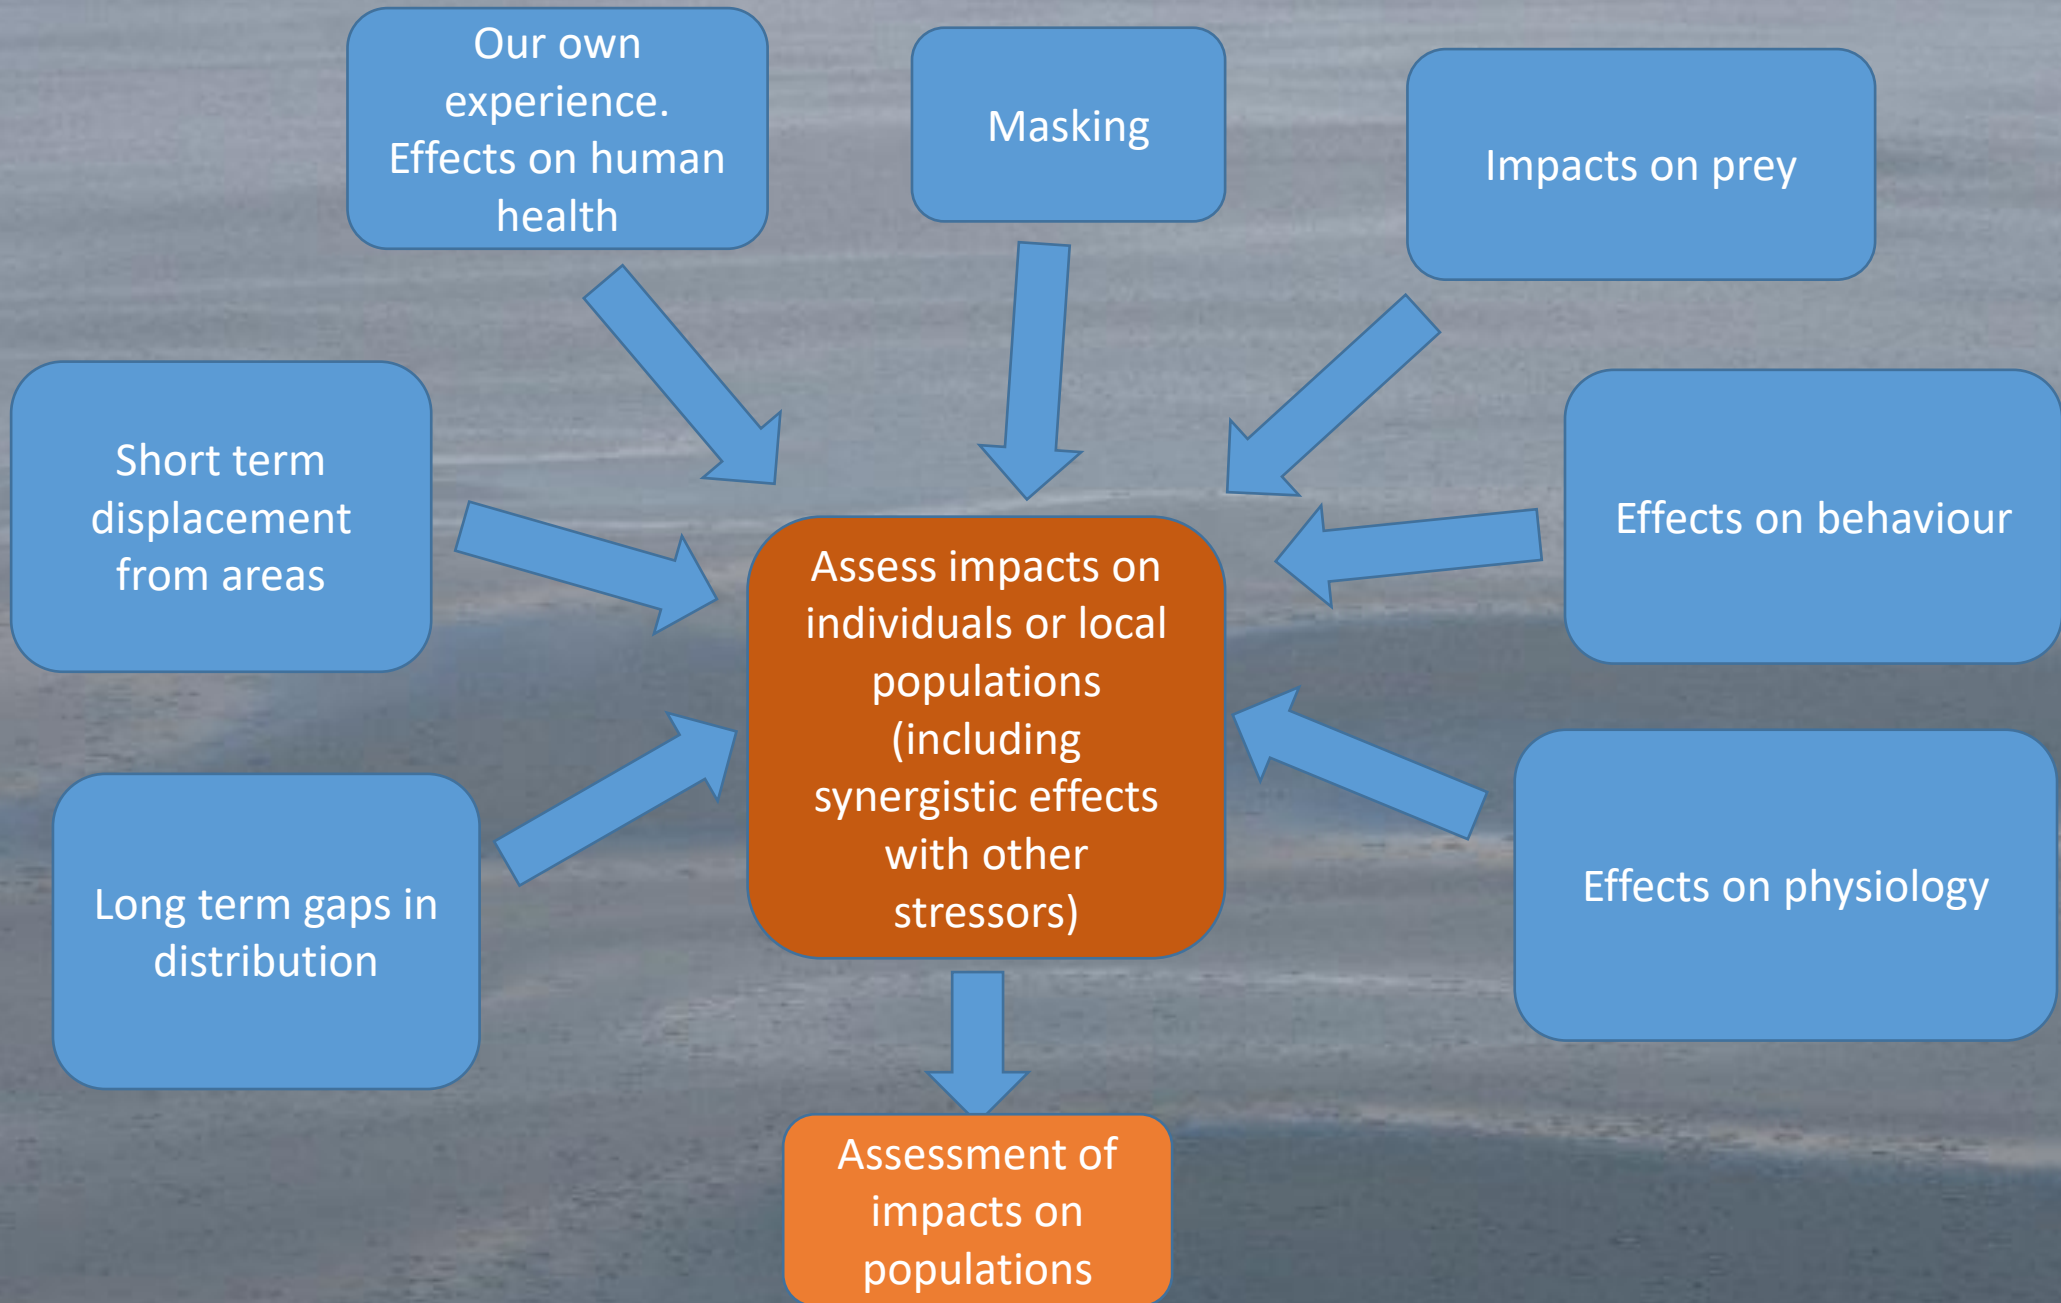 Our own
experience.
Effects on human
health
Masking
Impacts on prey
Short term
displacement
from areas
Effects on behaviour
Assess impacts on
individuals or local
populations
(including
synergistic effects
with other
stressors)
Long term gaps in
distribution
Effects on physiology
Assessment of
impacts on
populations